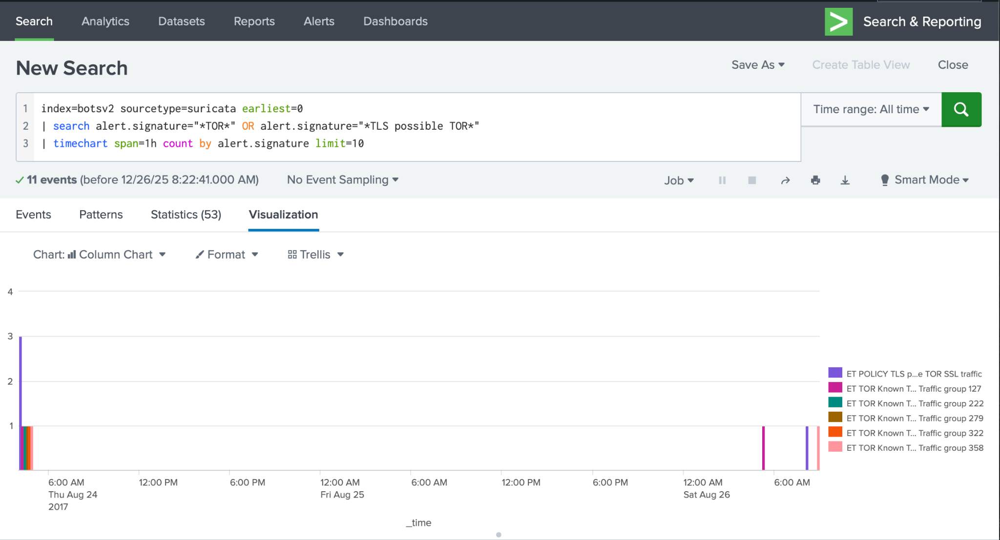 Search Analytics Datasets Reports Alerts Dashboards Search & Reporting
New Search
Save As Create Table View Close
1 index=botsv2 sourcetype=suricata earliest=0
2 | search alert.signature="*TOR*" OR alert.signature="*TLS possible TOR*"
3 | timechart span=1h count by alert.signature limit=10
Time range: All time
11 events (before 12/26/25 8:22:41.000 AM) No Event Sampling Job Smart Mode
Events Patterns Statistics (53) Visualization
Chart: Column Chart Format Trellis
4
3
2
1
ET POLICY TLS p...e TOR SSL traffic
ET TOR Known T... Traffic group 127
ET TOR Known T... Traffic group 222
ET TOR Known T... Traffic group 279
ET TOR Known T... Traffic group 322
ET TOR Known T... Traffic group 358
6:00 AM 12:00 PM 6:00 PM 12:00 AM 6:00 AM 12:00 PM 6:00 PM 12:00 AM 6:00 AM
Thu Aug 24 Fri Aug 25 Sat Aug 26
2017
_time